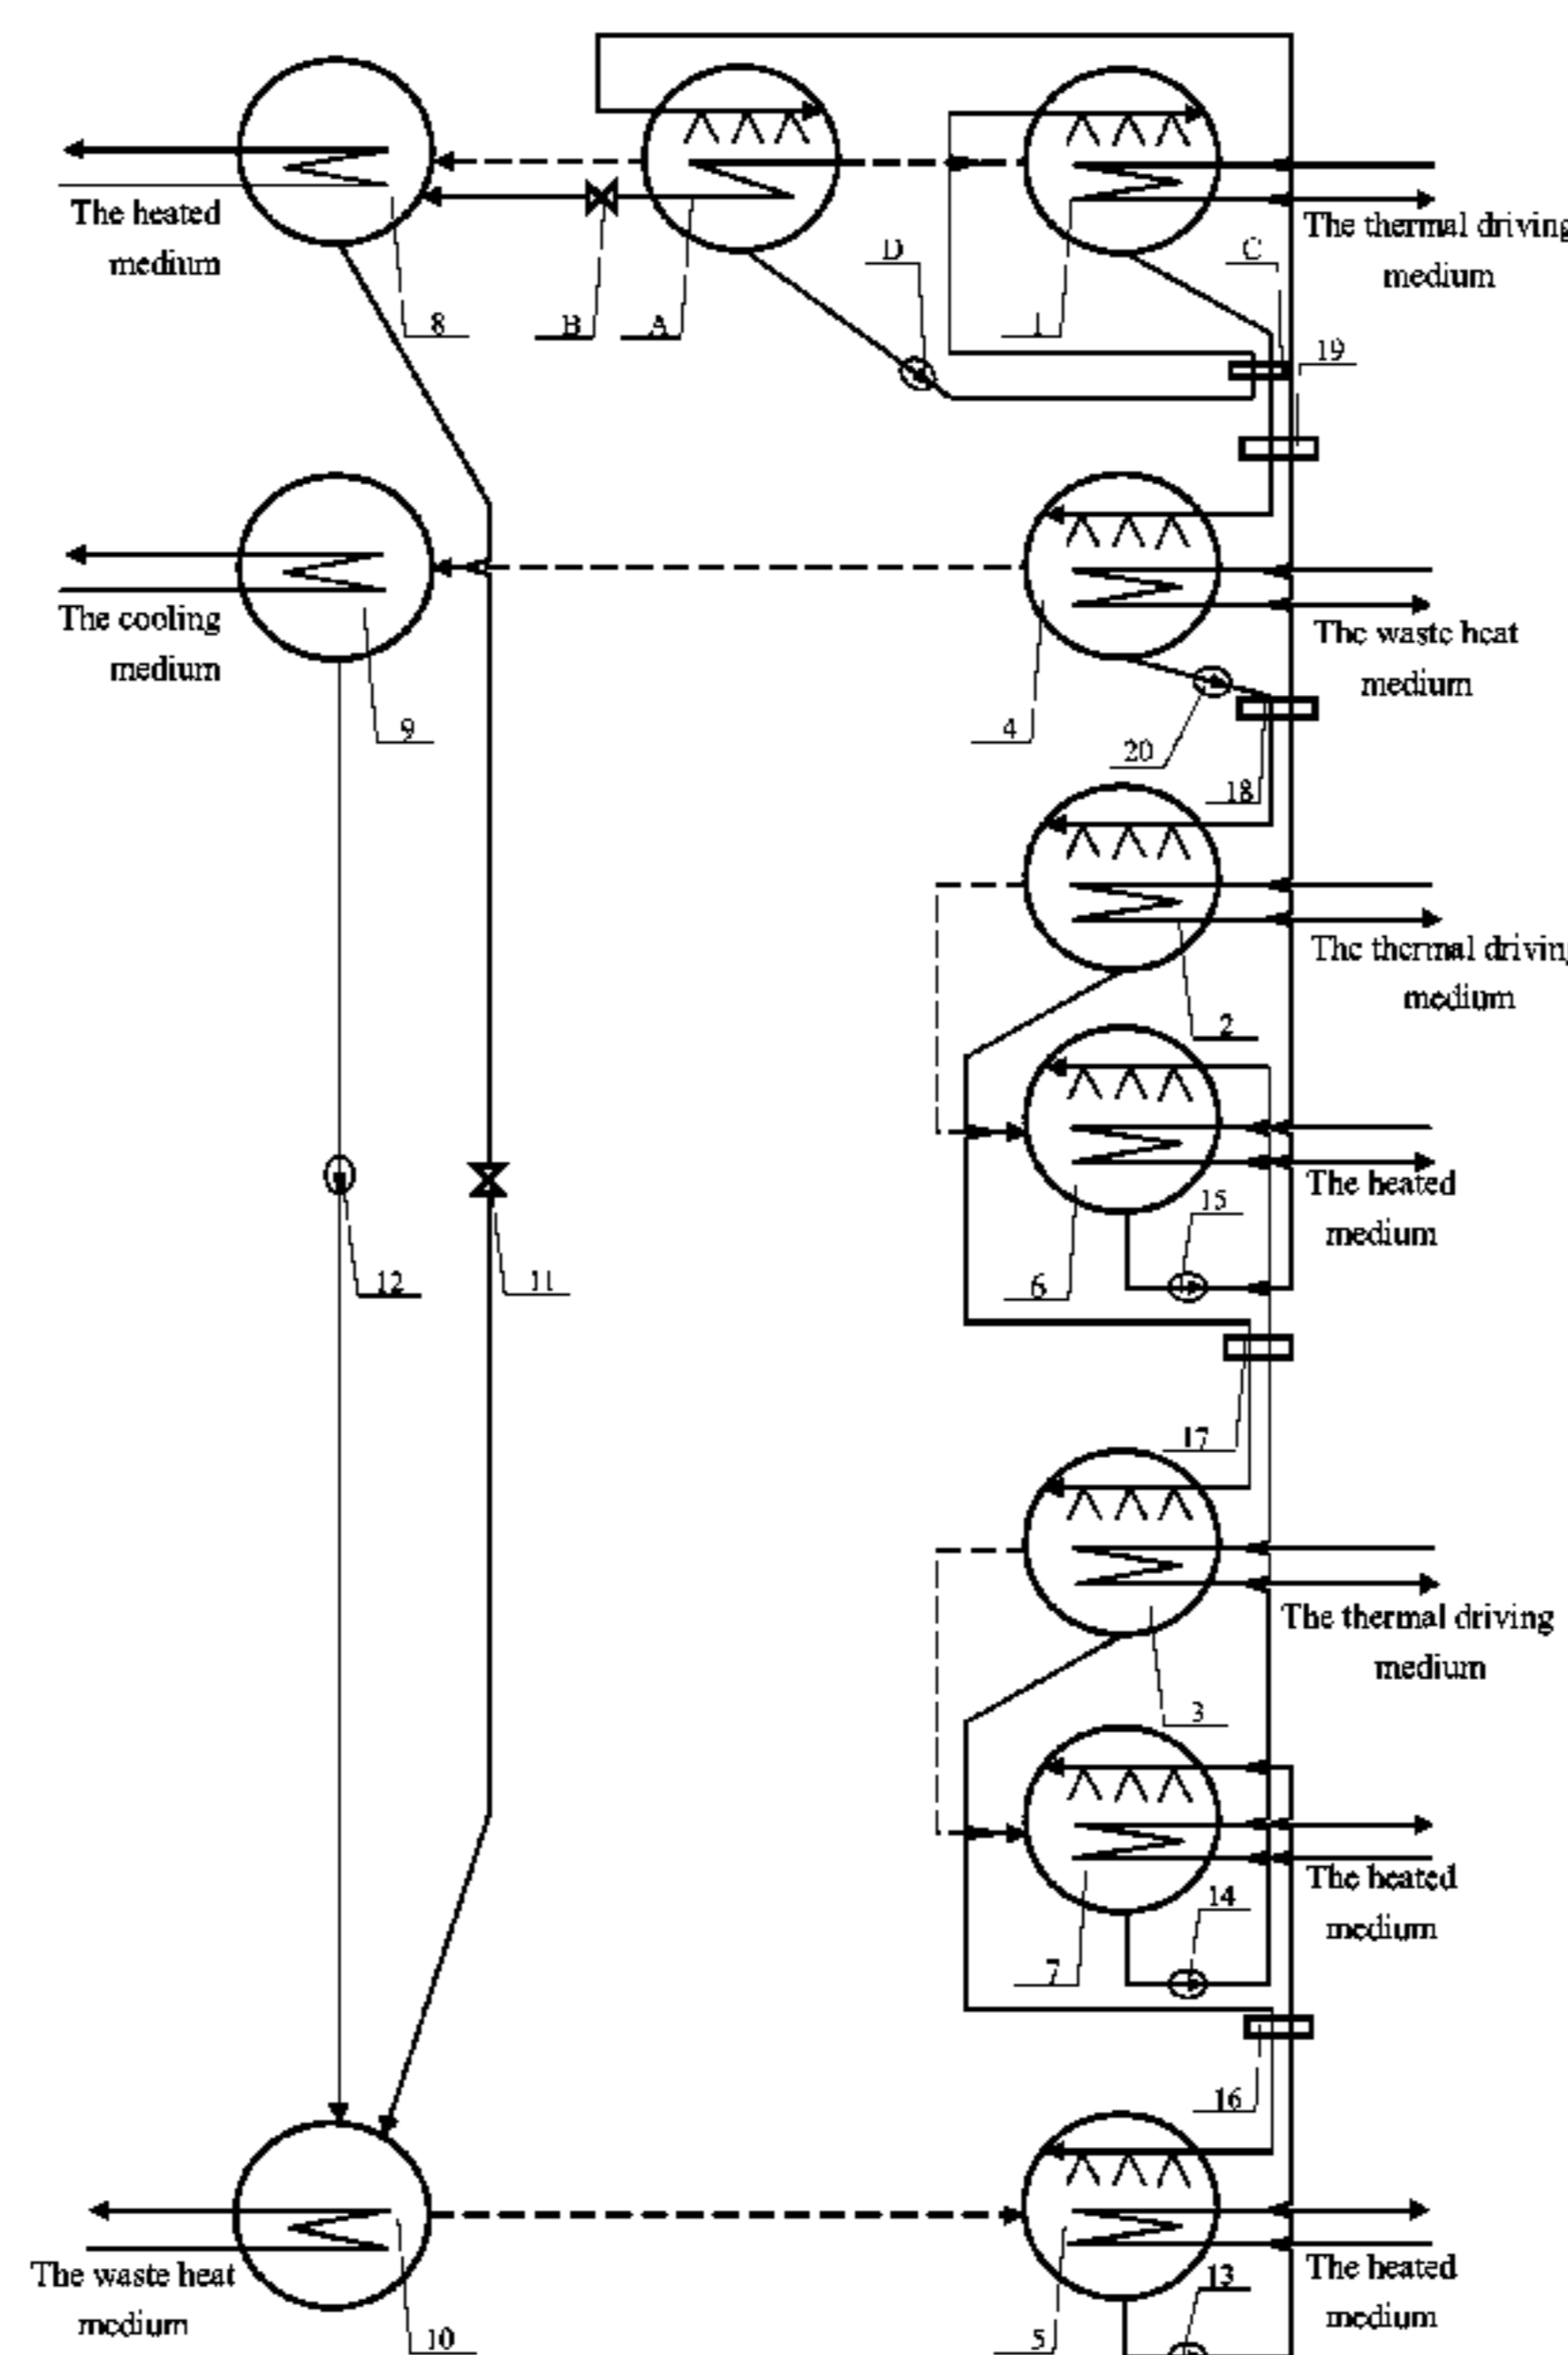 The heated
medium
8
B
A
D
1
C
The thermal driving
medium
19
The cooling
medium
9
4
20
18
The waste heat
medium
2
The thermal driving
medium
12
11
6
15
The heated
medium
17
3
The thermal driving
medium
7
14
The heated
medium
16
The waste heat
medium
10
5
13
The heated
medium